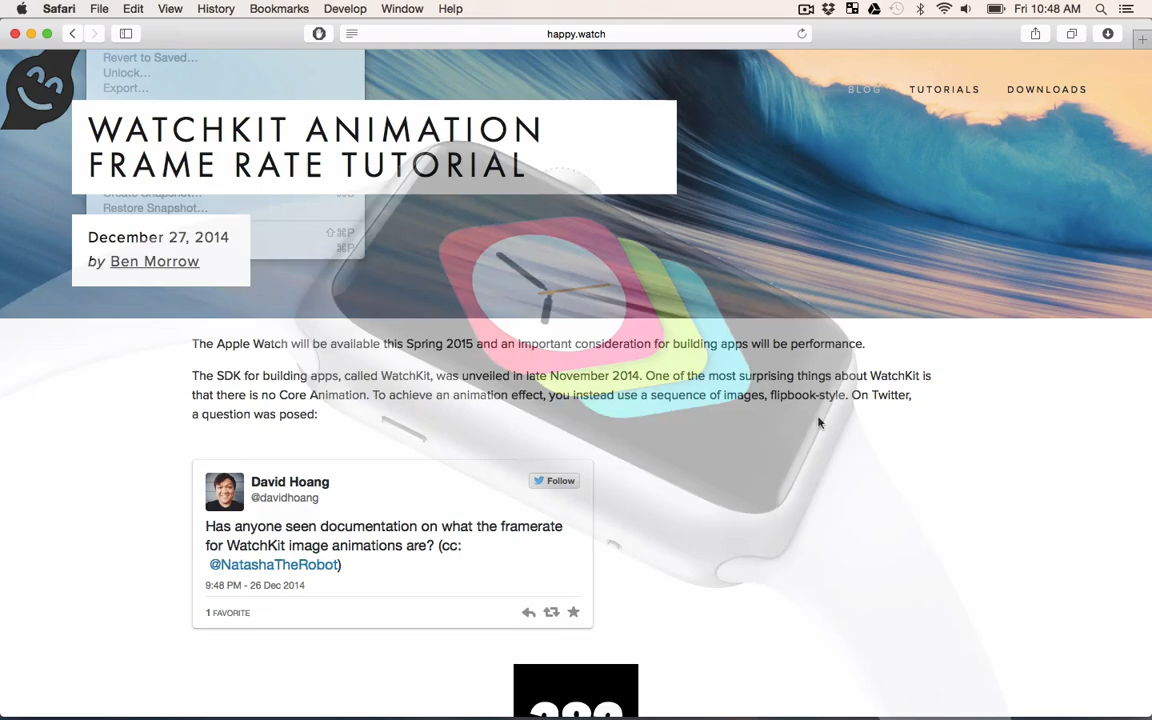 Safari File Edit View History Bookmarks Develop Window Help Fri 10:48 AM
happy.watch
Revert to Saved...
Unlock...
Export...
BLOG TUTORIALS DOWNLOADS
WATCHKIT ANIMATION
FRAME RATE TUTORIAL
Restore Snapshot...
December 27, 2014
⇧⌘P
by Ben Morrow
⌘P
The Apple Watch will be available this Spring 2015 and an important consideration for building apps will be performance.
The SDK for building apps, called WatchKit, was unveiled in late November 2014. One of the most surprising things about WatchKit is
that there is no Core Animation. To achieve an animation effect, you instead use a sequence of images, flipbook-style. On Twitter,
a question was posed:
David Hoang
@davidhoang
Follow
Has anyone seen documentation on what the framerate
for WatchKit image animations are? (cc:
@NatashaTheRobot)
9:48 PM - 26 Dec 2014
1 FAVORITE